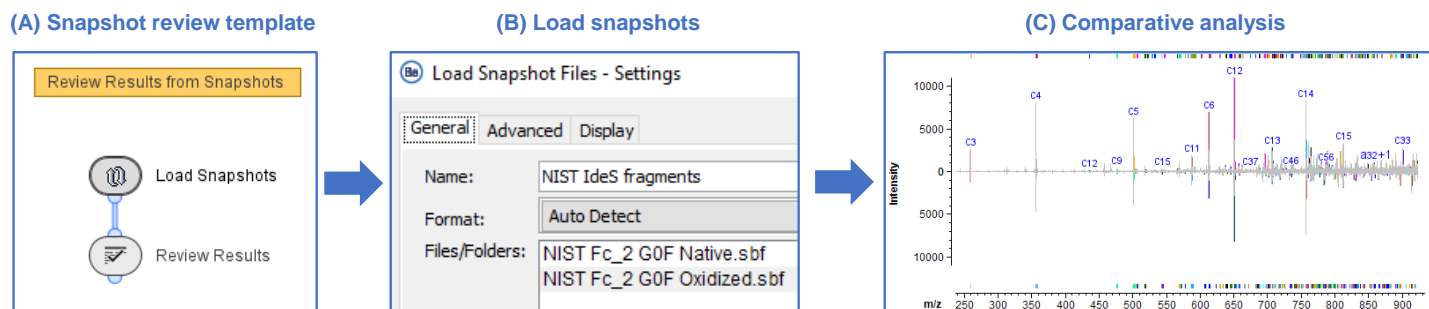 (A) Snapshot review template
Review Results from Snapshots
Load Snapshots
Review Results
(B) Load snapshots
Be Load Snapshot Files - Settings
General Advanced Display
Name: NIST IdeS fragments
Format: Auto Detect
Files/Folders: NIST Fc_2 G0F Native.sbf
NIST Fc_2 G0F Oxidized.sbf
(C) Comparative analysis
C12
10000
C4
C14
C6
C5
5000
C3
C13
C15
C33
C11
C12
C9
C15
C37
C46
C56
a32+1
0
Intensity
5000
10000
m/z 250 300 350 400 450 500 550 600 650 700 750 800 850 900